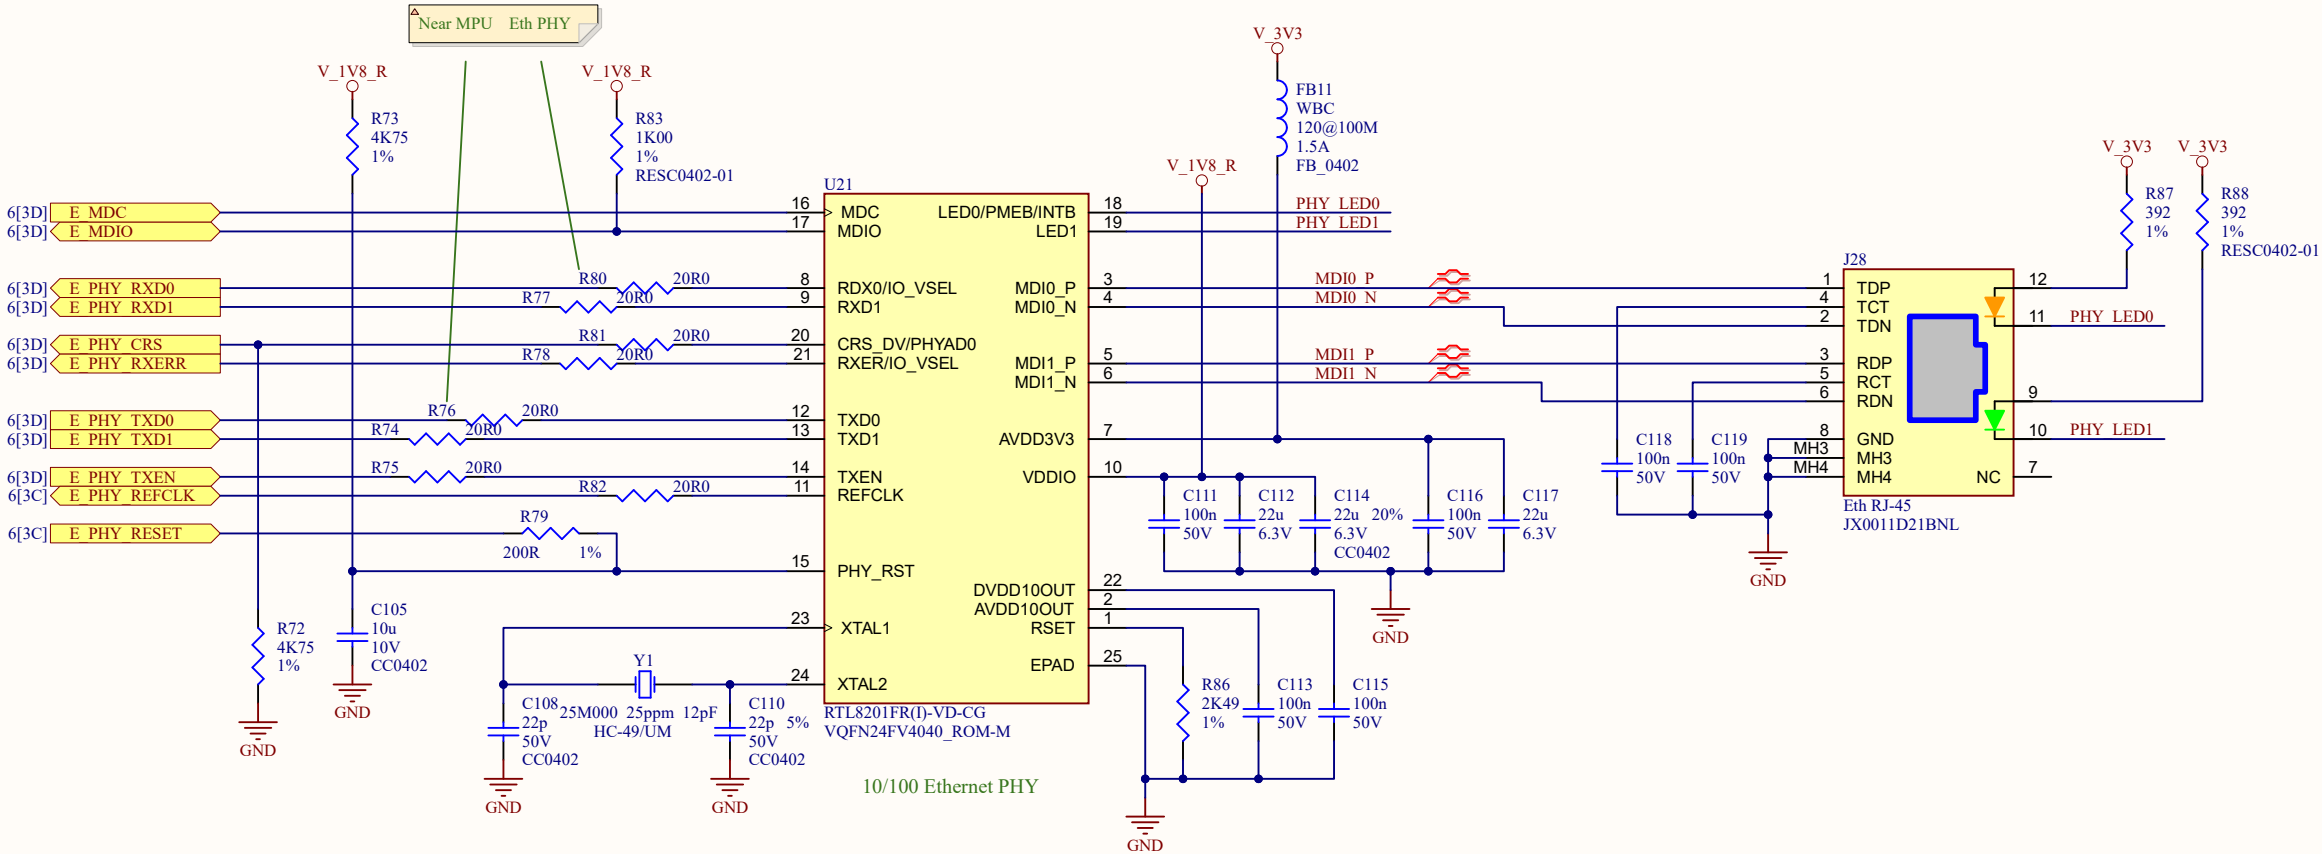 Near MPU Eth PHY
V_1V8_R
R73
4K75
1%
V_1V8_R
R83
1K00
1%
RESC0402-01
V_3V3
FB11
WBC
120@100M
1.5A
FB_0402
V_1V8_R
V_3V3
R87
392
1%
V_3V3
R88
392
1%
RESC0402-01
6[3D] E_MDC
6[3D] E_MDIO
6[3D] E_PHY_RXD0
6[3D] E_PHY_RXD1
6[3D] E_PHY_CRS
6[3D] E_PHY_RXERR
6[3D] E_PHY_TXD0
6[3D] E_PHY_TXD1
6[3D] E_PHY_TXEN
6[3C] E_PHY_REFCLK
6[3C] E_PHY_RESET
R80 20R0
R77 20R0
R81 20R0
R78 20R0
R76 20R0
R74 20R0
R75 20R0
R82 20R0
R79
200R 1%
R72
4K75
1%
GND
C105
10u
10V
CC0402
GND
C108
22p
50V
CC0402
GND
Y1
25M000 25ppm 12pF
HC-49/UM
C110
22p 5%
50V
CC0402
GND
U21
16 MDC
17 MDIO
8 RDX0/IO_VSEL
9 RXD1
20 CRS_DV/PHYAD0
21 RXER/IO_VSEL
12 TXD0
13 TXD1
14 TXEN
11 REFCLK
15 PHY_RST
23 XTAL1
24 XTAL2
LED0/PMEB/INTB 18 PHY_LED0
LED1 19 PHY_LED1
MDI0_P 3 MDI0_P
MDI0_N 4 MDI0_N
MDI1_P 5 MDI1_P
MDI1_N 6 MDI1_N
AVDD3V3 7
VDDIO 10
DVDD10OUT 22
AVDD10OUT 2
RSET 1
EPAD 25
RTL8201FR(I)-VD-CG
VQFN24FV4040_ROM-M
10/100 Ethernet PHY
C111
100n
50V
C112
22u
6.3V
C114
22u 20%
6.3V
CC0402
C116
100n
50V
C117
22u
6.3V
GND
R86
2K49
1%
C113
100n
50V
C115
100n
50V
GND
C118
100n
50V
C119
100n
50V
GND
J28
1 TDP
4 TCT
2 TDN
3 RDP
5 RCT
6 RDN
8 GND
MH3 MH3
MH4 MH4
12
11 PHY_LED0
9
10 PHY_LED1
NC 7
Eth RJ-45
JX0011D21BNL